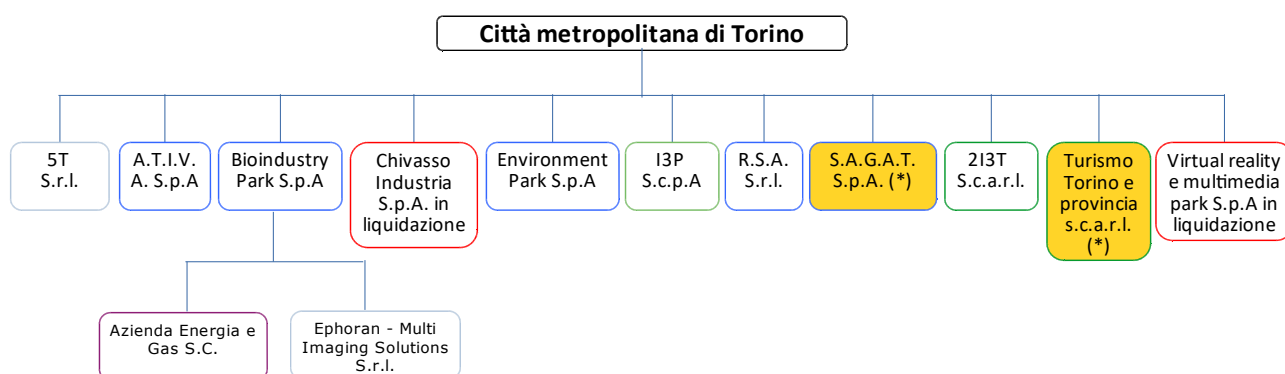 Città metropolitana di Torino
5T
S.r.l.
A.T.I.V.
A. S.p.A
Bioindustry
Park S.p.A
Chivasso
Industria
S.p.A. in
liquidazione
Environment
Park S.p.A
I3P
S.c.p.A
R.S.A.
S.r.l.
S.A.G.A.T.
S.p.A. (*)
2I3T
S.c.a.r.l.
Turismo
Torino e
provincia
s.c.a.r.l.
(*)
Virtual reality
e multimedia
park S.p.A in
liquidazione
Azienda Energia e
Gas S.C.
Ephoran - Multi
Imaging Solutions
S.r.l.